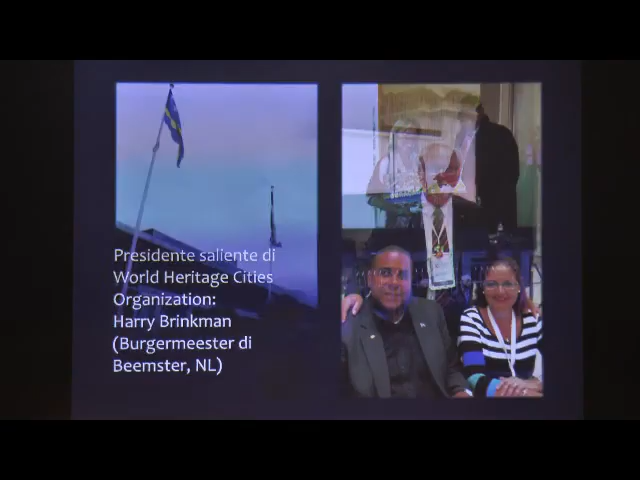 Presidente saliente di
World Heritage Cities
Organization:
Harry Brinkman
(Burgermeester di
Beemster, NL)